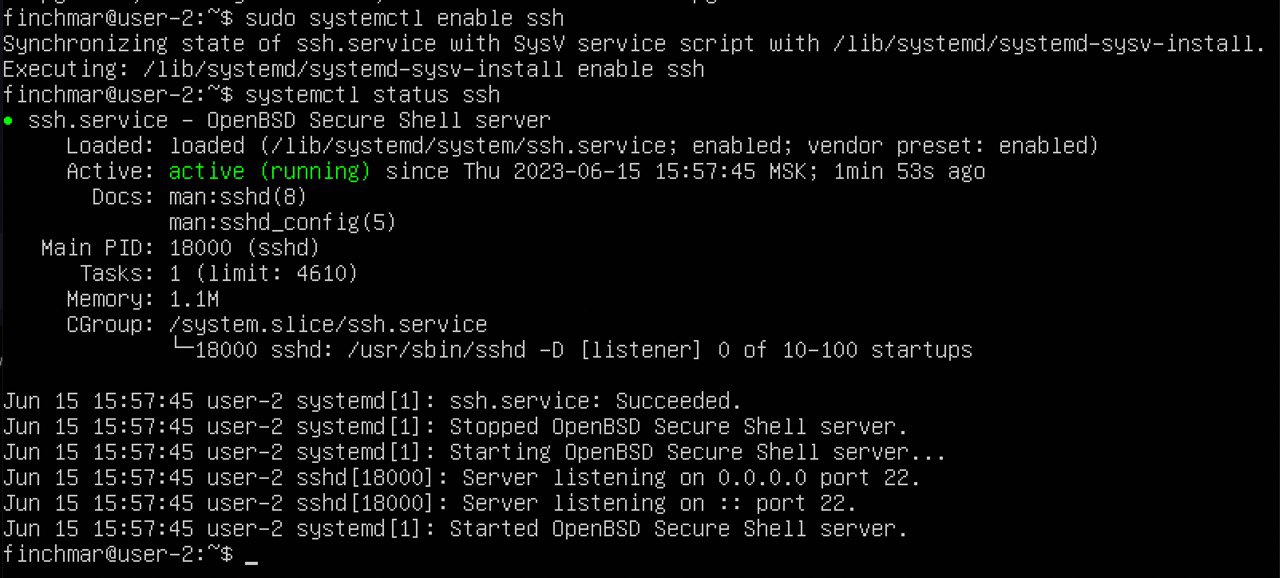 finchmar@user-2:~$ sudo systemctl enable ssh
Synchronizing state of ssh.service with SysV service script with /lib/systemd/systemd-sysv-install.
Executing: /lib/systemd/systemd-sysv-install enable ssh
finchmar@user-2:~$ systemctl status ssh
● ssh.service - OpenBSD Secure Shell server
     Loaded: loaded (/lib/systemd/system/ssh.service; enabled; vendor preset: enabled)
     Active: active (running) since Thu 2023-06-15 15:57:45 MSK; 1min 53s ago
       Docs: man:sshd(8)
             man:sshd_config(5)
   Main PID: 18000 (sshd)
      Tasks: 1 (limit: 4610)
     Memory: 1.1M
     CGroup: /system.slice/ssh.service
             └─18000 sshd: /usr/sbin/sshd -D [listener] 0 of 10-100 startups

Jun 15 15:57:45 user-2 systemd[1]: ssh.service: Succeeded.
Jun 15 15:57:45 user-2 systemd[1]: Stopped OpenBSD Secure Shell server.
Jun 15 15:57:45 user-2 systemd[1]: Starting OpenBSD Secure Shell server...
Jun 15 15:57:45 user-2 sshd[18000]: Server listening on 0.0.0.0 port 22.
Jun 15 15:57:45 user-2 sshd[18000]: Server listening on :: port 22.
Jun 15 15:57:45 user-2 systemd[1]: Started OpenBSD Secure Shell server.
finchmar@user-2:~$ _